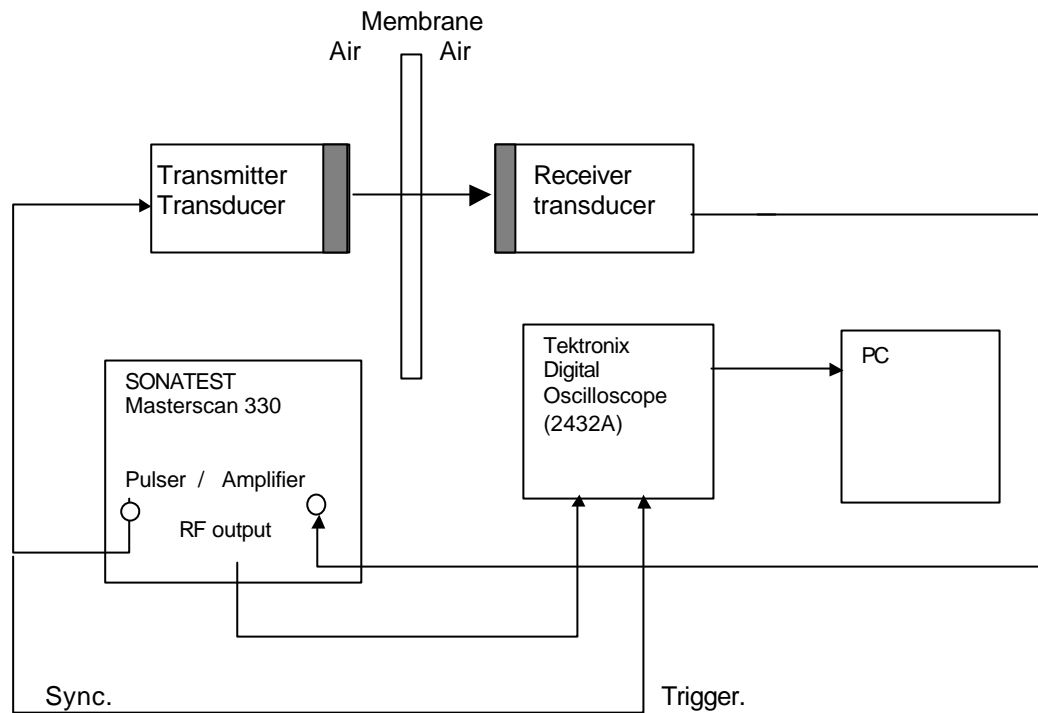 Membrane
Air Air
Transmitter
Transducer
Receiver
transducer
SONATEST
Masterscan 330
Pulser / Amplifier
RF output
Tektronix
Digital
Oscilloscope
(2432A)
PC
Sync. Trigger.